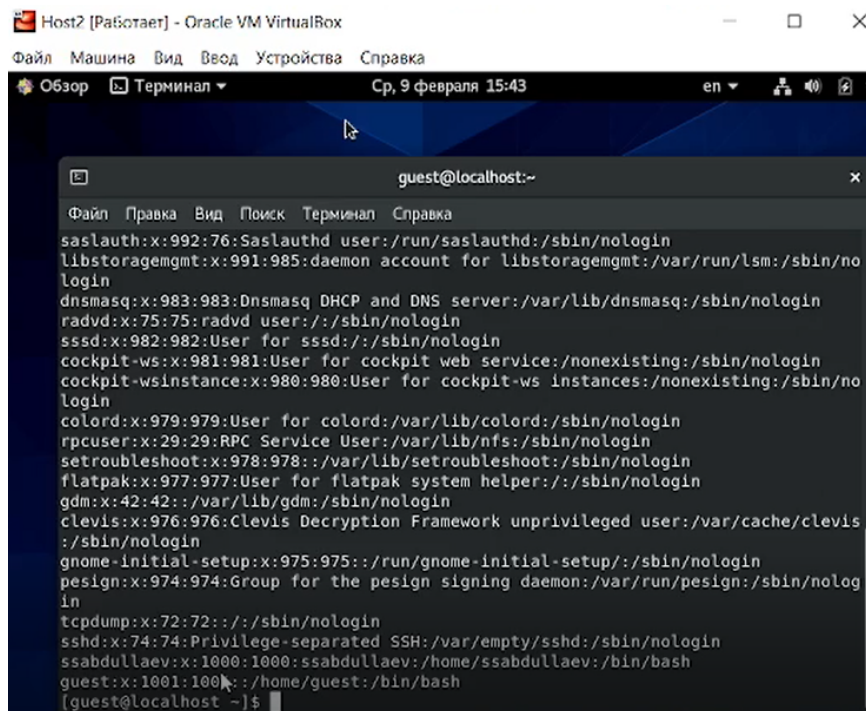 Host2 [Работает] - Oracle VM VirtualBox
Файл Машина Вид Ввод Устройства Справка
Обзор Терминал Ср, 9 февраля 15:43 en
guest@localhost:~
Файл Правка Вид Поиск Терминал Справка
saslauth:x:992:76:Saslauthd user:/run/saslauthd:/sbin/nologin
libstoragemgmt:x:991:985:daemon account for libstoragemgmt:/var/run/lsm:/sbin/no
login
dnsmasq:x:983:983:Dnsmasq DHCP and DNS server:/var/lib/dnsmasq:/sbin/nologin
radvd:x:75:75:radvd user:/:/sbin/nologin
sssd:x:982:982:User for sssd:/:/sbin/nologin
cockpit-ws:x:981:981:User for cockpit web service:/nonexisting:/sbin/nologin
cockpit-wsinstance:x:980:980:User for cockpit-ws instances:/nonexisting:/sbin/no
login
colord:x:979:979:User for colord:/var/lib/colord:/sbin/nologin
rpcuser:x:29:29:RPC Service User:/var/lib/nfs:/sbin/nologin
setroubleshoot:x:978:978::/var/lib/setroubleshoot:/sbin/nologin
flatpak:x:977:977:User for flatpak system helper:/:/sbin/nologin
gdm:x:42:42::/var/lib/gdm:/sbin/nologin
clevis:x:976:976:Clevis Decryption Framework unprivileged user:/var/cache/clevis
:/sbin/nologin
gnome-initial-setup:x:975:975::/run/gnome-initial-setup/:/sbin/nologin
pesign:x:974:974:Group for the pesign signing daemon:/var/run/pesign:/sbin/nolog
in
tcpdump:x:72:72::/:/sbin/nologin
sshd:x:74:74:Privilege-separated SSH:/var/empty/sshd:/sbin/nologin
ssabdullaev:x:1000:1000:ssabdullaev:/home/ssabdullaev:/bin/bash
guest:x:1001:100::/home/guest:/bin/bash
[guest@localhost ~]$